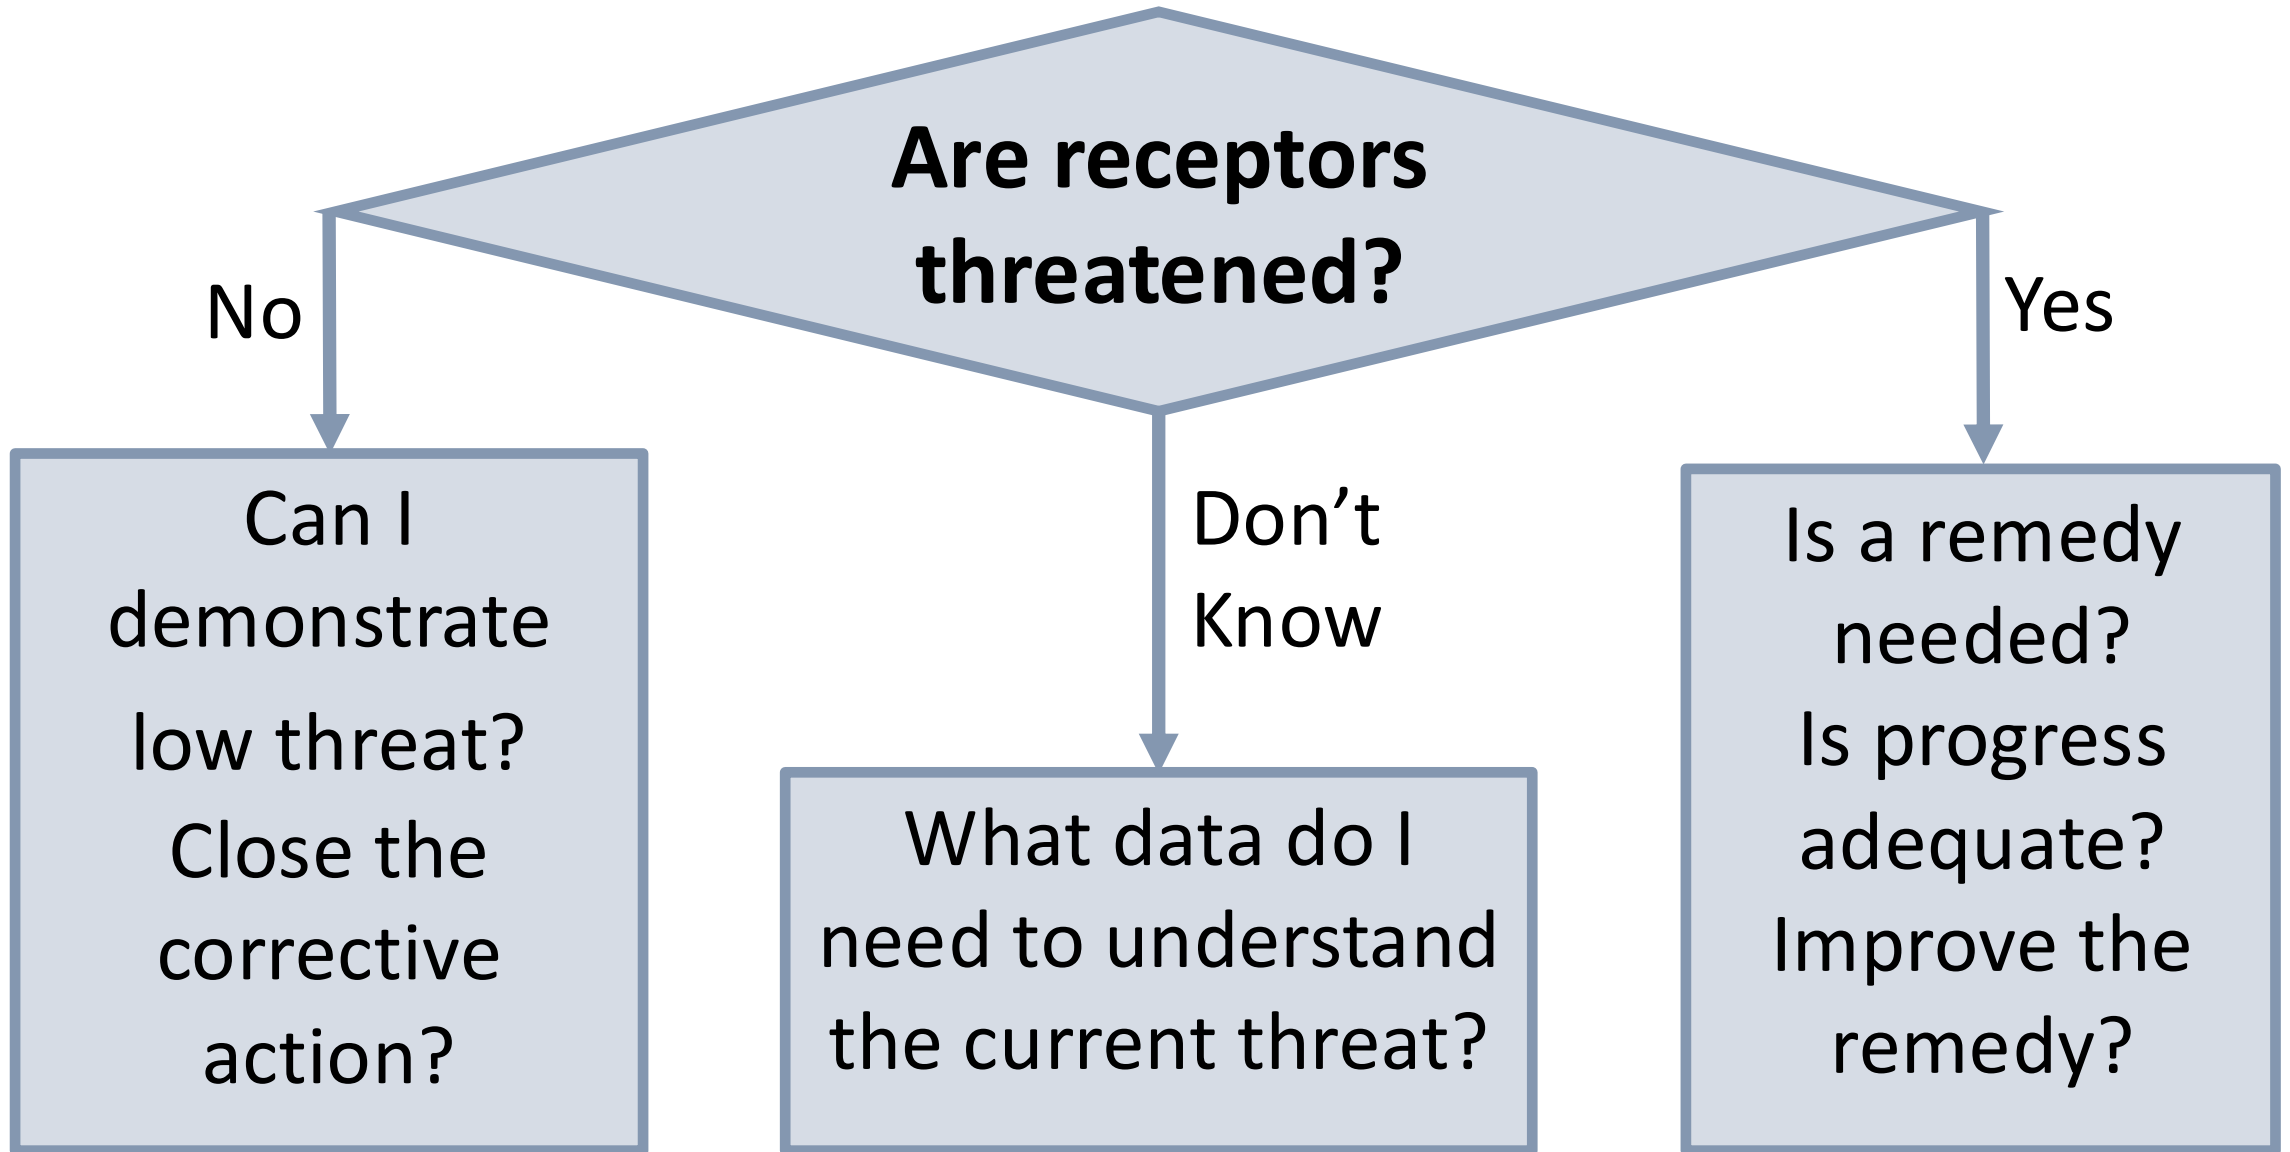 Are receptors
threatened?
No
Yes
Don’t
Know
Can I
demonstrate
low threat?
Close the
corrective
action?
What data do I
need to understand
the current threat?
Is a remedy
needed?
Is progress
adequate?
Improve the
remedy?